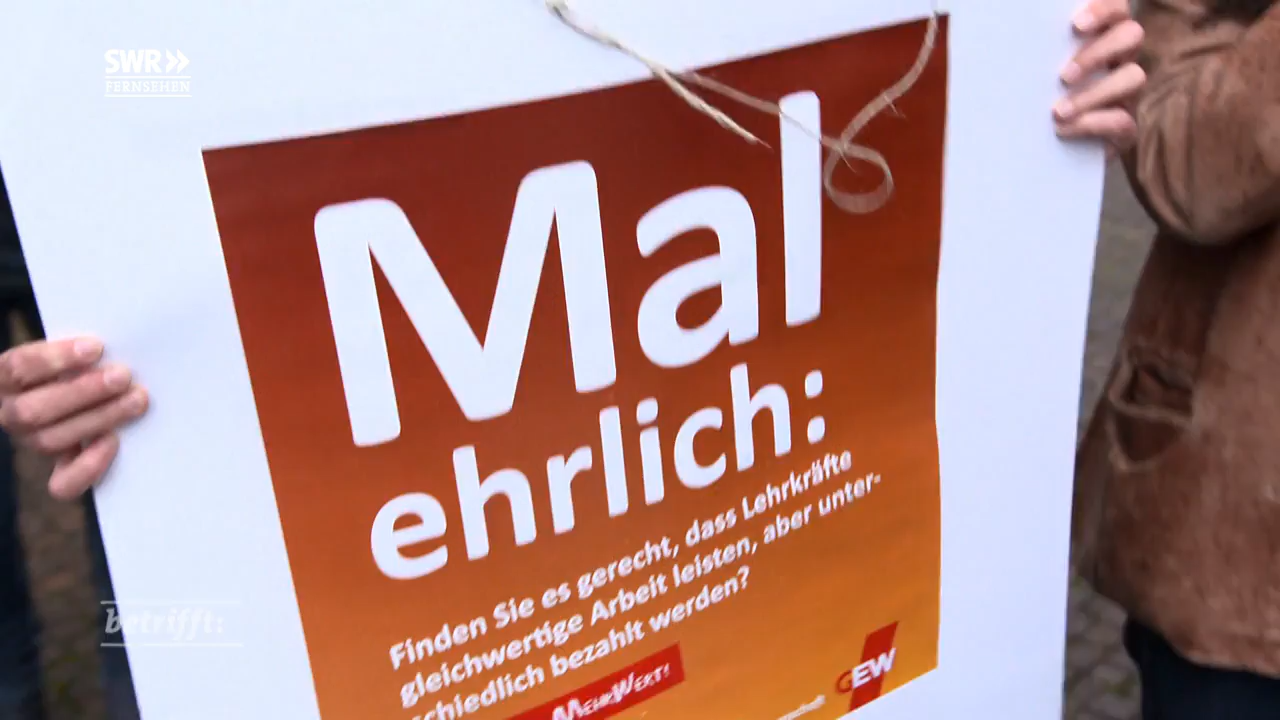 SWR
FERNSEHEN
Mal
ehrlich:
Finden Sie es gerecht, dass Lehrkräfte
gleichwertige Arbeit leisten, aber unter-
schiedlich bezahlt werden?
MEHRWERT!
GEW
betrifft: